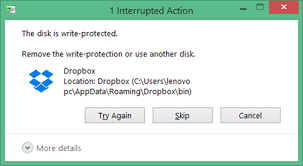 1 Interrupted Action
The disk is write-protected.
Remove the write-protection or use another disk.
Dropbox
Location: Dropbox (C:\Users\lenovo
pc\AppData\Roaming\Dropbox\bin)
Try Again
Skip
Cancel
More details